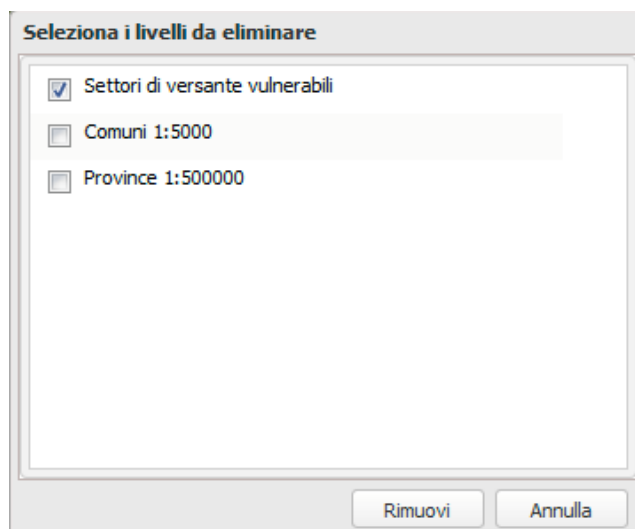 Seleziona i livelli da eliminare
Settori di versante vulnerabili
Comuni 1:5000
Province 1:500000
Rimuovi
Annulla